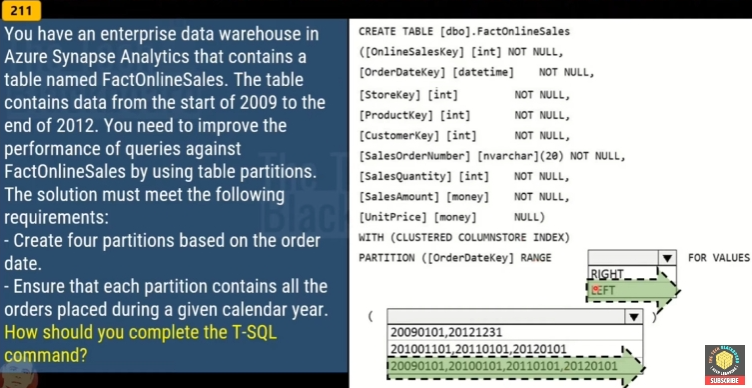 211
You have an enterprise data warehouse in
Azure Synapse Analytics that contains a
table named FactOnlineSales. The table
contains data from the start of 2009 to the
end of 2012. You need to improve the
performance of queries against
FactOnlineSales by using table partitions.
The solution must meet the following
requirements:
- Create four partitions based on the order
date.
- Ensure that each partition contains all the
orders placed during a given calendar year.
How should you complete the T-SQL
command?
CREATE TABLE [dbo].FactOnlineSales
([OnlineSalesKey] [int] NOT NULL,
[OrderDateKey] [datetime] NOT NULL,
[StoreKey] [int] NOT NULL,
[ProductKey] [int] NOT NULL,
[CustomerKey] [int] NOT NULL,
[SalesOrderNumber] [nvarchar](20) NOT NULL,
[SalesQuantity] [int] NOT NULL,
[SalesAmount] [money] NOT NULL,
[UnitPrice] [money] NULL)
WITH (CLUSTERED COLUMNSTORE INDEX)
PARTITION ([OrderDateKey] RANGE FOR VALUES
RIGHT
LEFT
( )
20090101,20121231
201001101,20110101,20120101
20090101,20100101,20110101,20120101
SUBSCRIBE